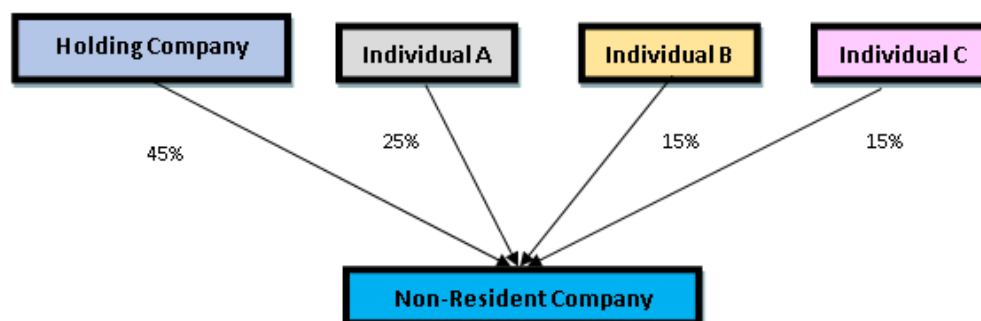 Holding Company
Individual A
Individual B
Individual C
45%
25%
15%
15%
Non-Resident Company